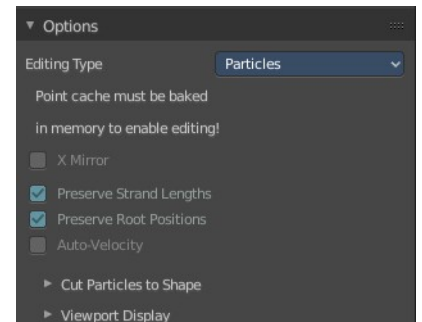 Options
Editing Type Particles
Point cache must be baked
in memory to enable editing!
X Mirror
Preserve Strand Lengths
Preserve Root Positions
Auto-Velocity
Cut Particles to Shape
Viewport Display